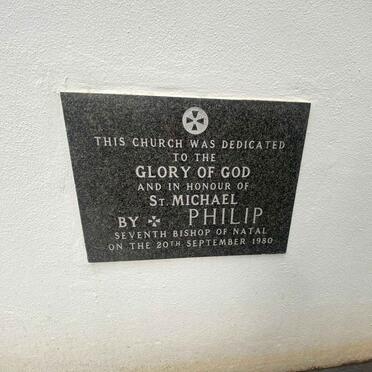 THIS CHURCH WAS DEDICATED
TO THE
GLORY OF GOD
AND IN HONOUR OF
ST. MICHAEL
BY ✠ PHILIP
SEVENTH BISHOP OF NATAL
ON THE 20TH SEPTEMBER 1980